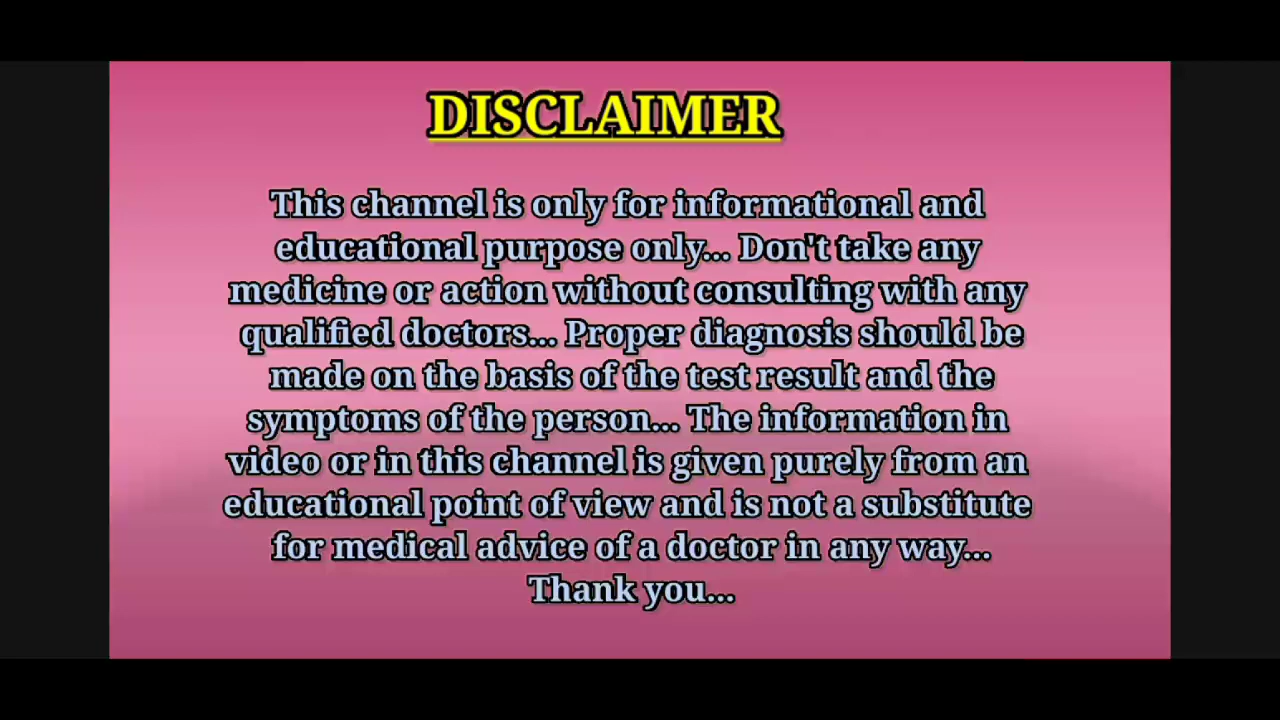 DISCLAIMER
This channel is only for informational and
educational purpose only... Don't take any
medicine or action without consulting with any
qualified doctors... Proper diagnosis should be
made on the basis of the test result and the
symptoms of the person... The information in
video or in this channel is given purely from an
educational point of view and is not a substitute
for medical advice of a doctor in any way...
Thank you...